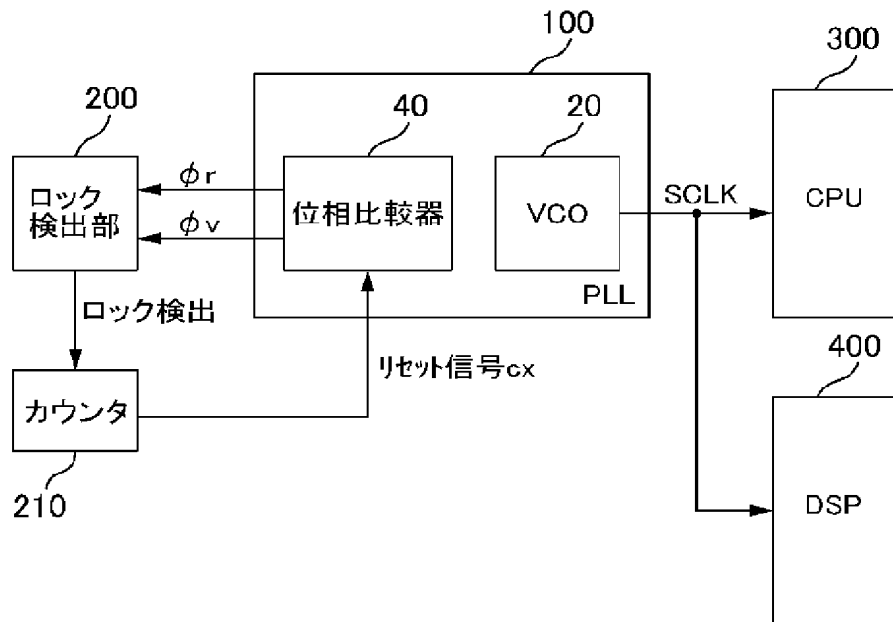 100
300
200
40
20
φr
ロック
検出部
位相比較器
VCO
SCLK
CPU
φv
PLL
ロック検出
リセット信号cx
400
カウンタ
210
DSP